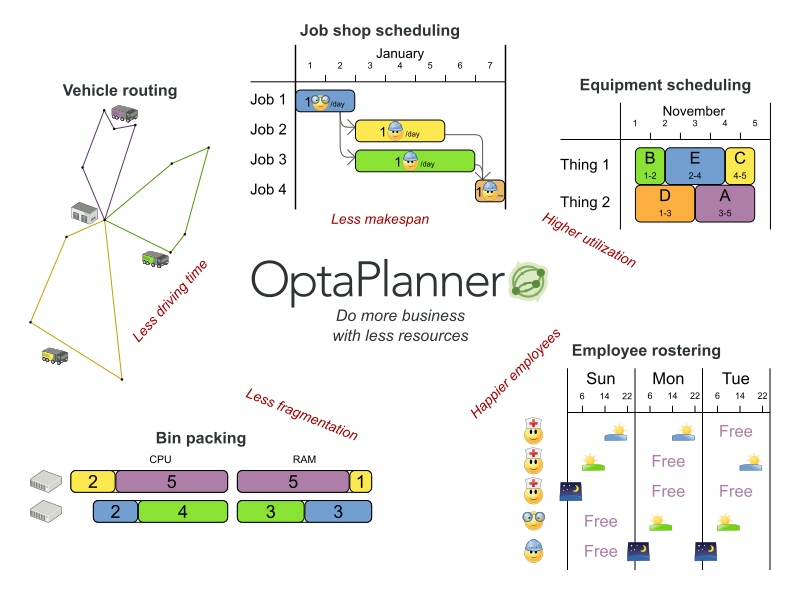 Job shop scheduling
January
1 2 3 4 5 6 7
Job 1
1 /day
Job 2
1 /day
Job 3
1 /day
Job 4
1
Less makespan
Vehicle routing
Less driving time
Equipment scheduling
November
1 2 3 4 5
Thing 1
B E C
1-2 2-4 4-5
Thing 2
D A
1-3 3-5
Higher utilization
OptaPlanner
Do more business
with less resources
Less fragmentation
Bin packing
CPU RAM
2 5 5 1
2 4 3 3
Happier employees
Employee rostering
Sun Mon Tue
6 14 22 6 14 22 6 14 22
Free
Free
Free Free
Free
Free